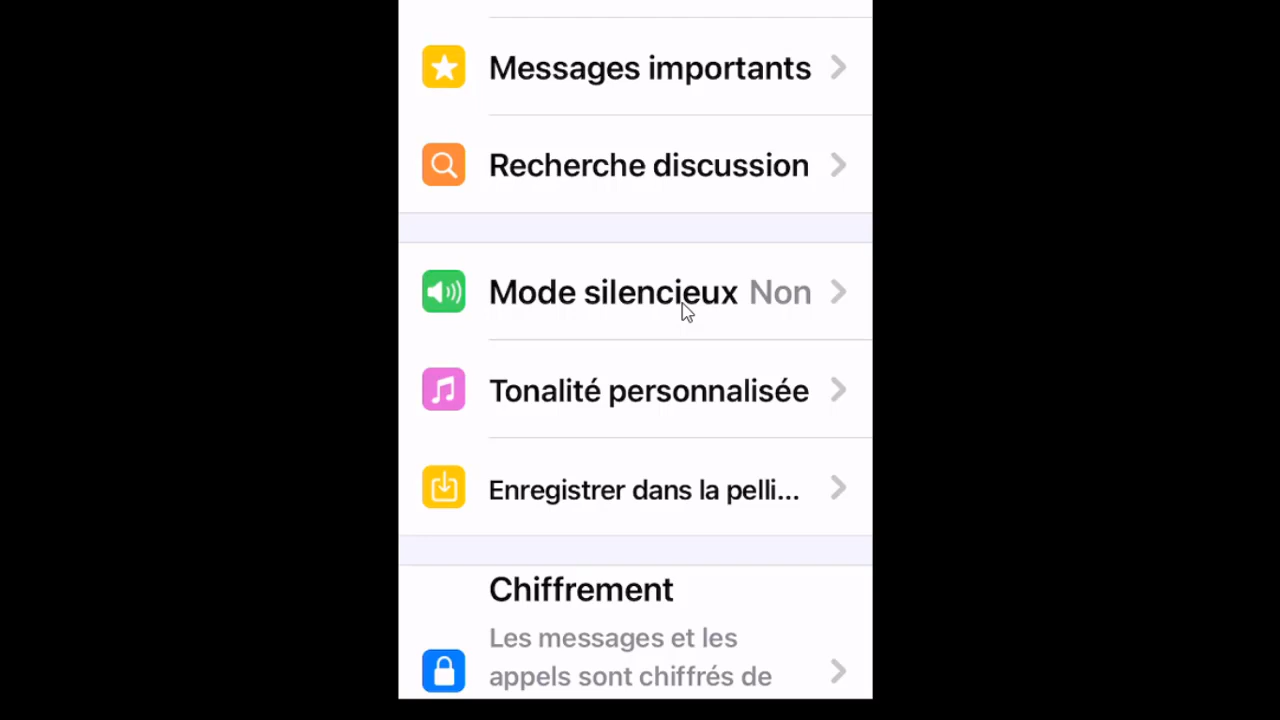 Messages importants
Recherche discussion
Mode silencieux Non
Tonalité personnalisée
Enregistrer dans la pelli...
Chiffrement
Les messages et les
appels sont chiffrés de